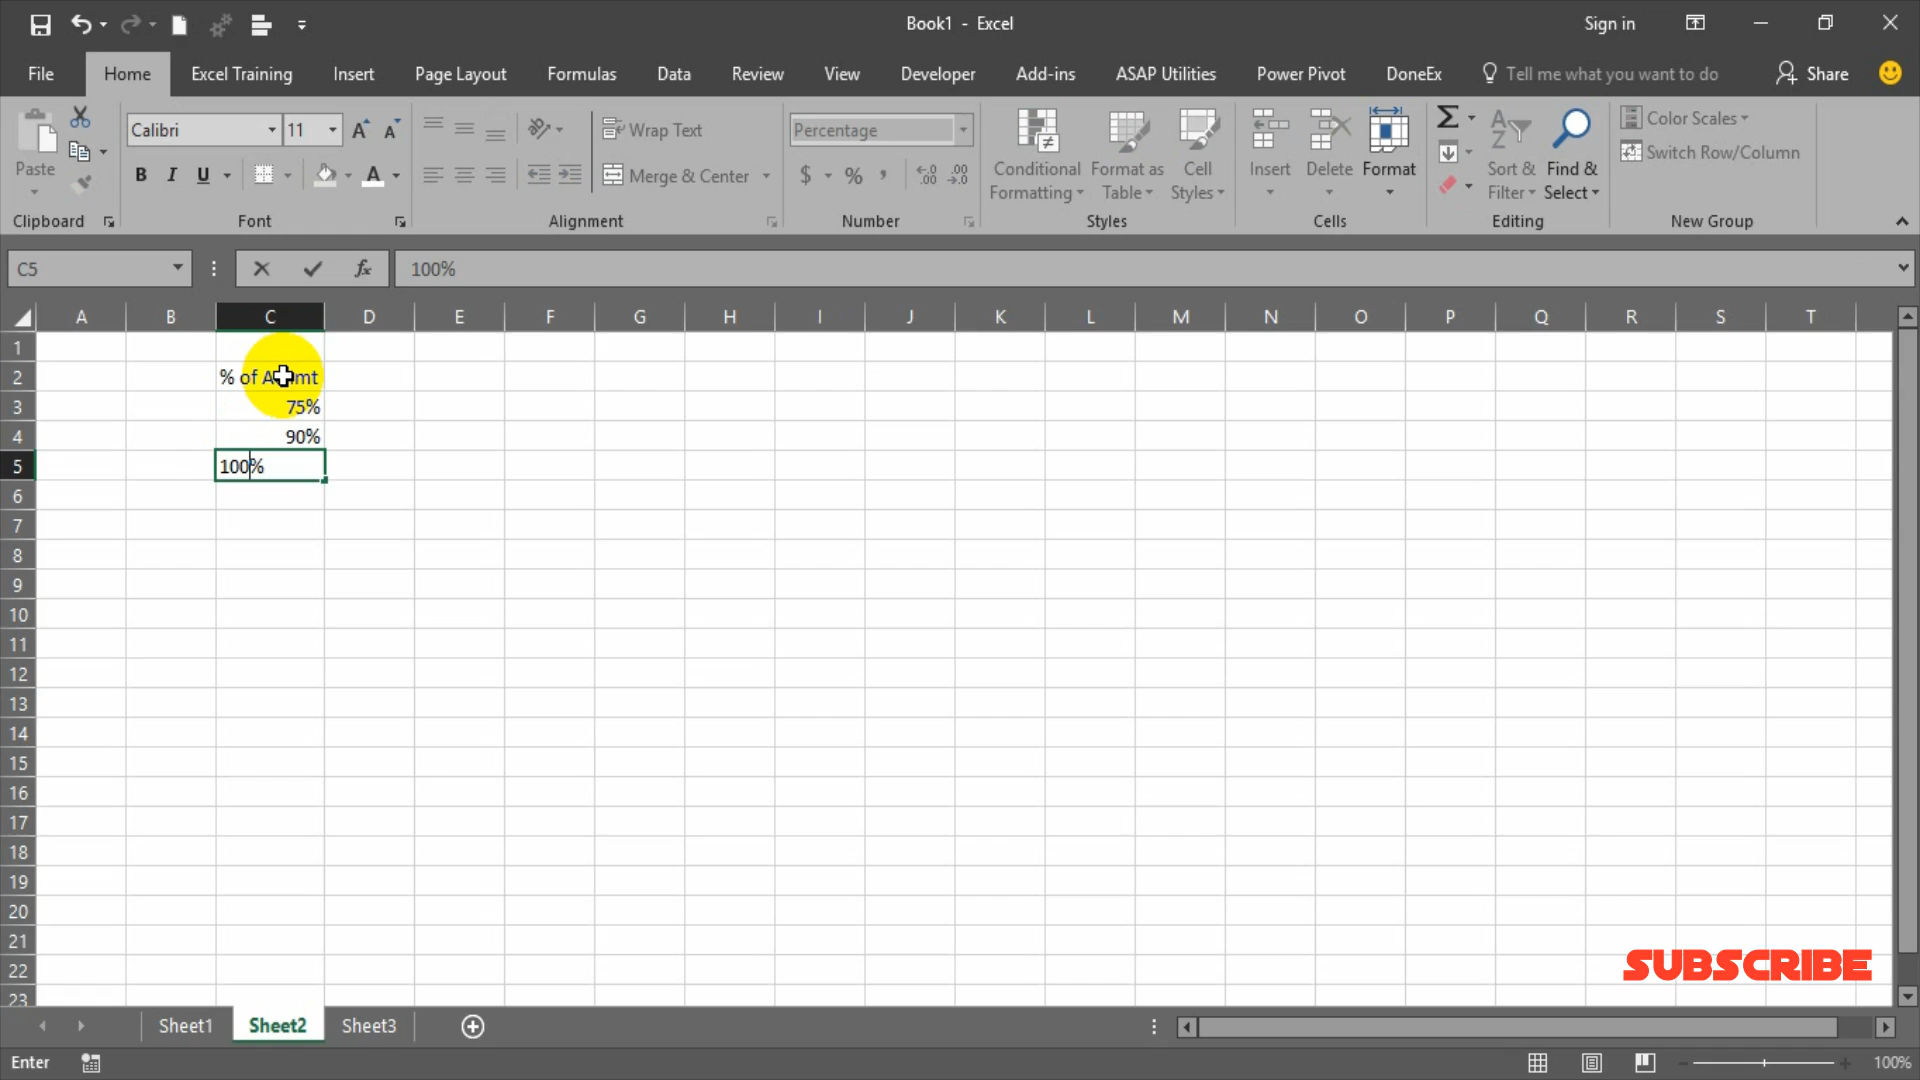 Book1 - Excel
Sign in
File Home Excel Training Insert Page Layout Formulas Data Review View Developer Add-ins ASAP Utilities Power Pivot DoneEx Tell me what you want to do Share
Paste
Clipboard
Calibri 11
B I U
Font
Wrap Text
Merge & Center
Alignment
Percentage
$ % ,
Number
Conditional Formatting
Format as Table
Cell Styles
Styles
Insert
Delete
Format
Cells
Sort & Filter
Find & Select
Editing
Color Scales
Switch Row/Column
New Group
C5 fx 100%
A B C D E F G H I J K L M N O P Q R S T
1
2 % of A mt
3 75%
4 90%
5 100%
6
7
8
9
10
11
12
13
14
15
16
17
18
19
20
21
22
23
SUBSCRIBE
Sheet1 Sheet2 Sheet3
Enter 100%